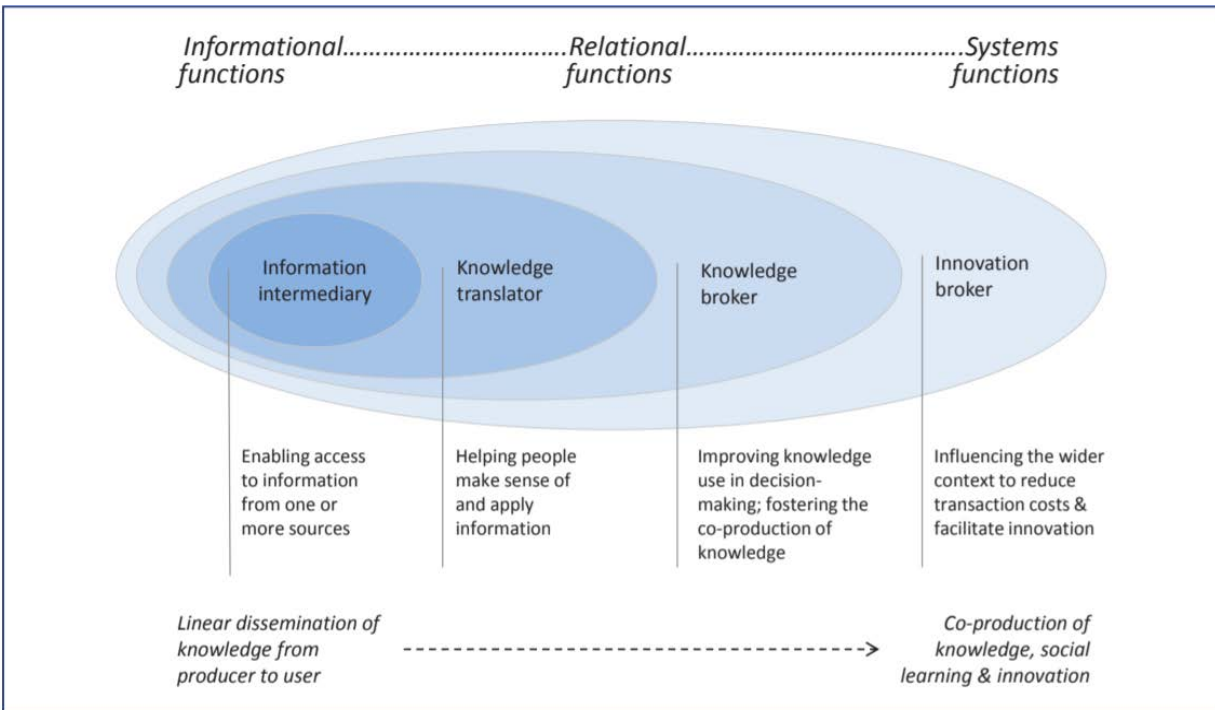 Informational……………………………Relational…………………………………….…..Systems
functions functions functions
Information
intermediary
Knowledge
translator
Knowledge
broker
Innovation
broker
Enabling access
to information
from one or
more sources
Helping people
make sense of
and apply
information
Improving knowledge
use in decision-
making; fostering the
co-production of
knowledge
Influencing the wider
context to reduce
transaction costs &
facilitate innovation
Linear dissemination of
knowledge from
producer to user
Co-production of
knowledge, social
learning & innovation